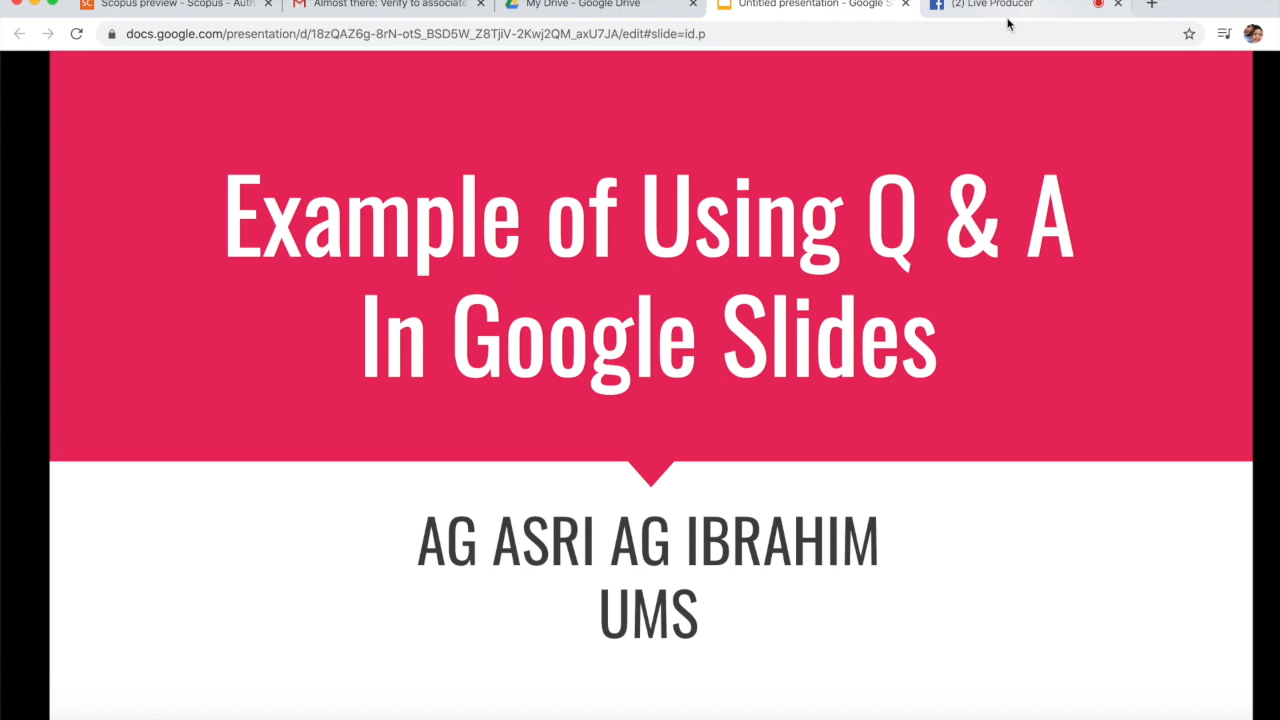 Scopus preview - Scopus - Auth
Almost there: Verify to associate
My Drive - Google Drive
Untitled presentation - Google S
(2) Live Producer
docs.google.com/presentation/d/18zQAZ6g-8rN-otS_BSD5W_Z8TjiV-2Kwj2QM_axU7JA/edit#slide=id.p
Example of Using Q & A
In Google Slides
AG ASRI AG IBRAHIM
UMS